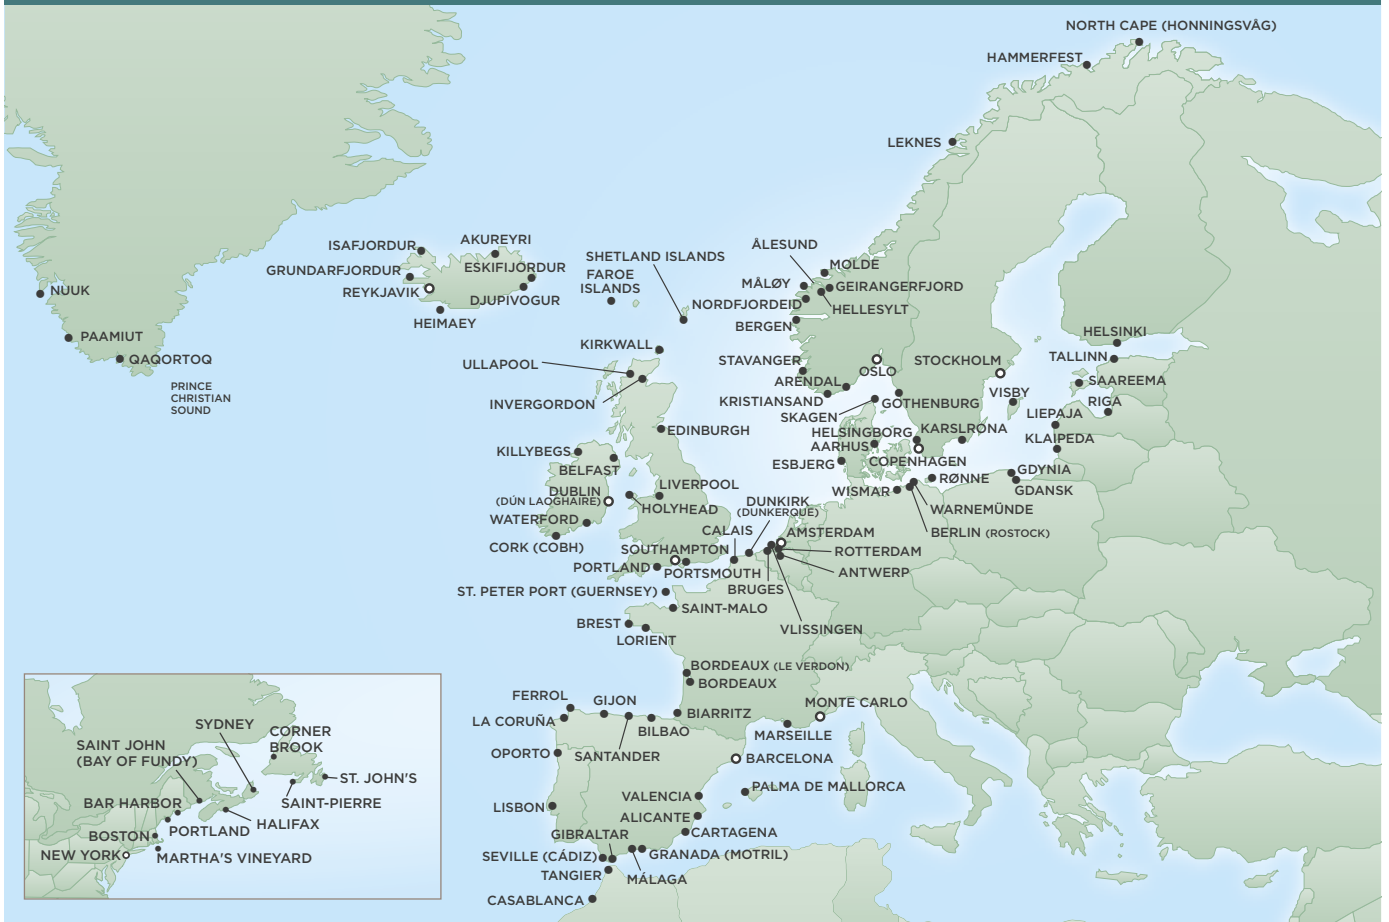 NORTH CAPE (HONNINGSVÅG)
HAMMERFEST
LEKNES
ISAFJORDUR
AKUREYRI
GRUNDARFJORDUR
ESKIFIJORDUR
REYKJAVIK
DJUPIVOGUR
HEIMAEY
NUUK
PAAMIUT
QAQORTOQ
PRINCE
CHRISTIAN
SOUND
SHETLAND ISLANDS
FAROE
ISLANDS
ÅLESUND
MOLDE
MÅLØY
GEIRANGERFJORD
NORDFJORDEID
HELLESYLT
BERGEN
KIRKWALL
ULLAPOOL
INVERGORDON
STAVANGER
OSLO
STOCKHOLM
HELSINKI
TALLINN
ARENDAL
SAAREEMA
KRISTIANSAND
VISBY
RIGA
SKAGEN
GOTHENBURG
LIEPAJA
EDINBURGH
HELSINGBORG
KARSLRONA
KLAIPEDA
AARHUS
KILLYBEGS
BELFAST
ESBJERG
COPENHAGEN
GDYNIA
RØNNE
GDANSK
DUBLIN
(DÚN LAOGHAIRE)
LIVERPOOL
HOLYHEAD
WISMAR
WARNEMÜNDE
DUNKIRK
(DUNKERQUE)
WATERFORD
CALAIS
AMSTERDAM
BERLIN (ROSTOCK)
CORK (COBH)
SOUTHAMPTON
ROTTERDAM
PORTLAND
PORTSMOUTH
ANTWERP
ST. PETER PORT (GUERNSEY)
BRUGES
SAINT-MALO
BREST
LORIENT
VLISSINGEN
BORDEAUX (LE VERDON)
BORDEAUX
FERROL
GIJON
MONTE CARLO
LA CORUÑA
BIARRITZ
BILBAO
MARSEILLE
OPORTO
SANTANDER
BARCELONA
PALMA DE MALLORCA
LISBON
VALENCIA
ALICANTE
GIBRALTAR
CARTAGENA
SEVILLE (CÁDIZ)
GRANADA (MOTRIL)
TANGIER
MÁLAGA
CASABLANCA
SYDNEY
CORNER
BROOK
SAINT JOHN
(BAY OF FUNDY)
ST. JOHN'S
BAR HARBOR
SAINT-PIERRE
PORTLAND
HALIFAX
BOSTON
NEW YORK
MARTHA'S VINEYARD